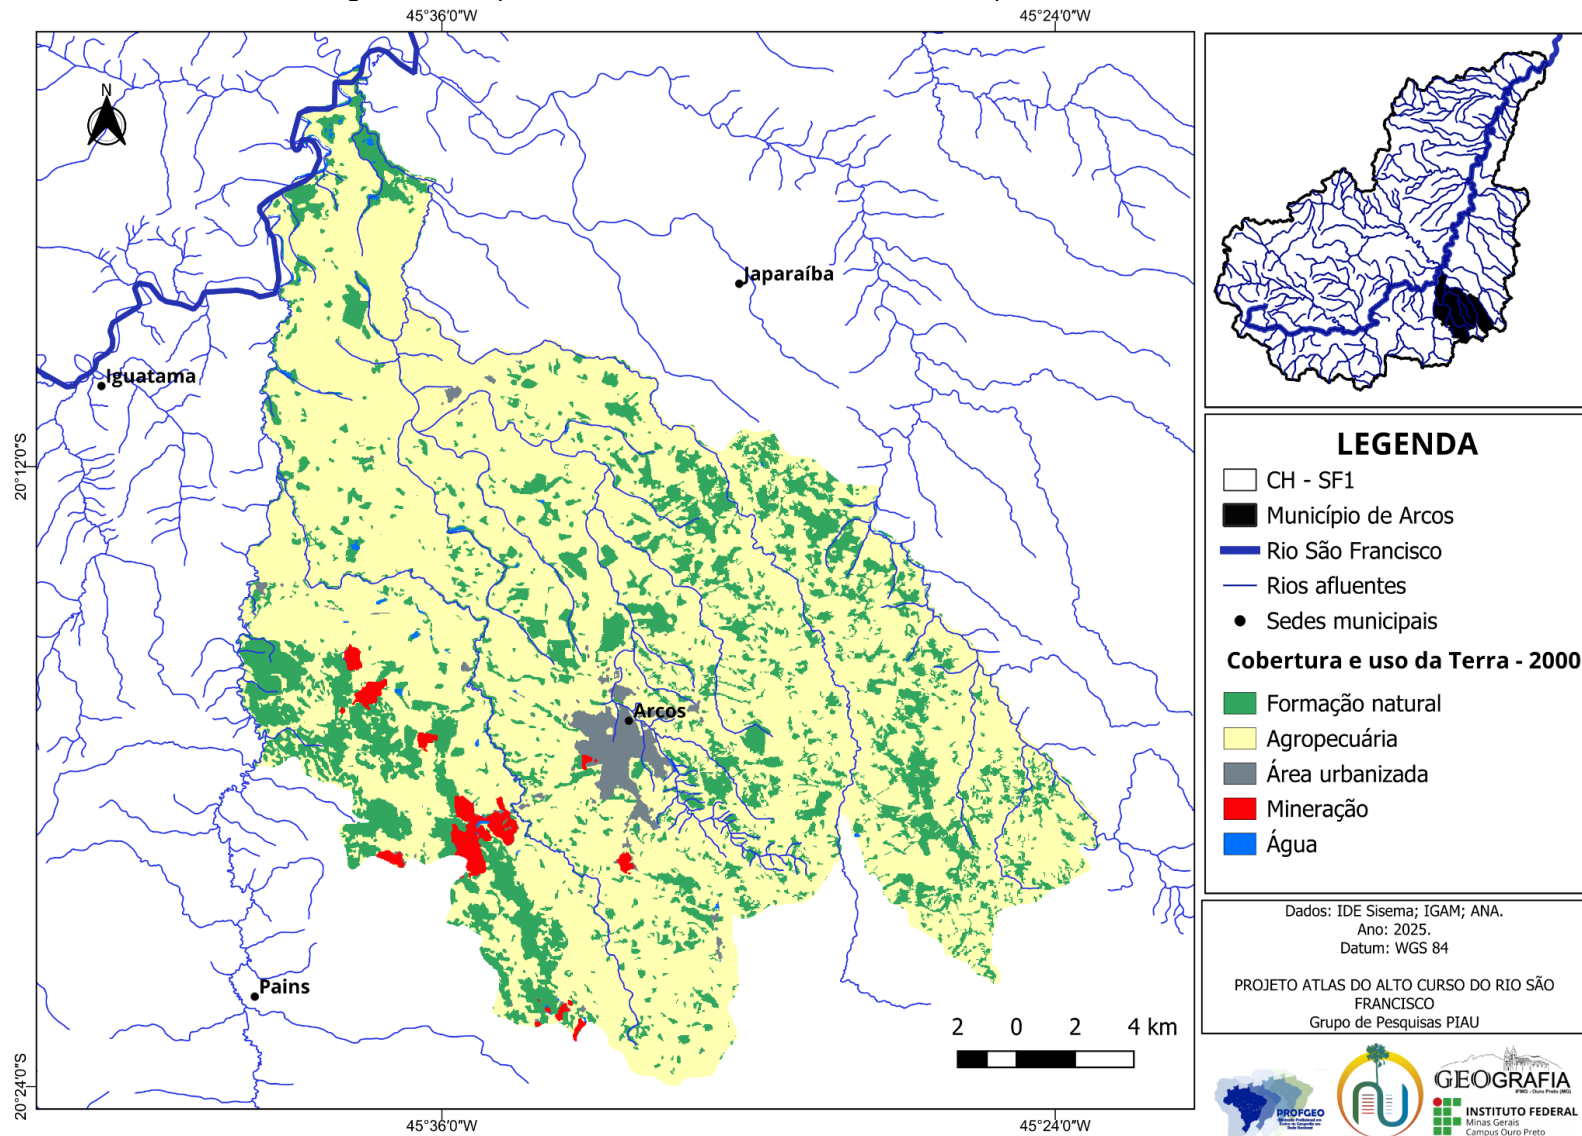 45°36'0"W
45°24'0"W
N
Japaraíba
Iguatama
20°12'0"S
Arcos
Pains
2 0 2 4 km
20°24'0"S
45°36'0"W
45°24'0"W
LEGENDA
CH - SF1
Município de Arcos
Rio São Francisco
Rios afluentes
Sedes municipais
Cobertura e uso da Terra - 2000
Formação natural
Agropecuária
Área urbanizada
Mineração
Água
Dados: IDE Sisema; IGAM; ANA.
Ano: 2025.
Datum: WGS 84
PROJETO ATLAS DO ALTO CURSO DO RIO SÃO
FRANCISCO
Grupo de Pesquisas PIAU
PROFGEO
GEOGRAFIA
IFMG - Ouro Preto (MG)
INSTITUTO FEDERAL
Minas Gerais
Campus Ouro Preto